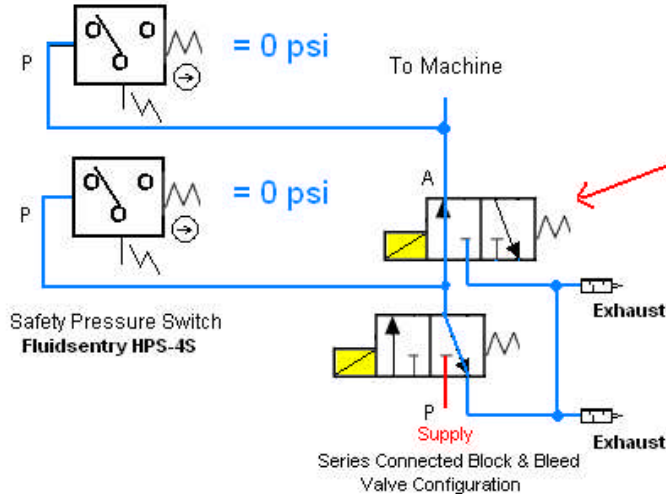 P
= 0 psi
To Machine
P
= 0 psi
A
Exhaust
Safety Pressure Switch
Fluidsentry HPS-4S
P
Supply
Exhaust
Series Connected Block & Bleed
Valve Configuration